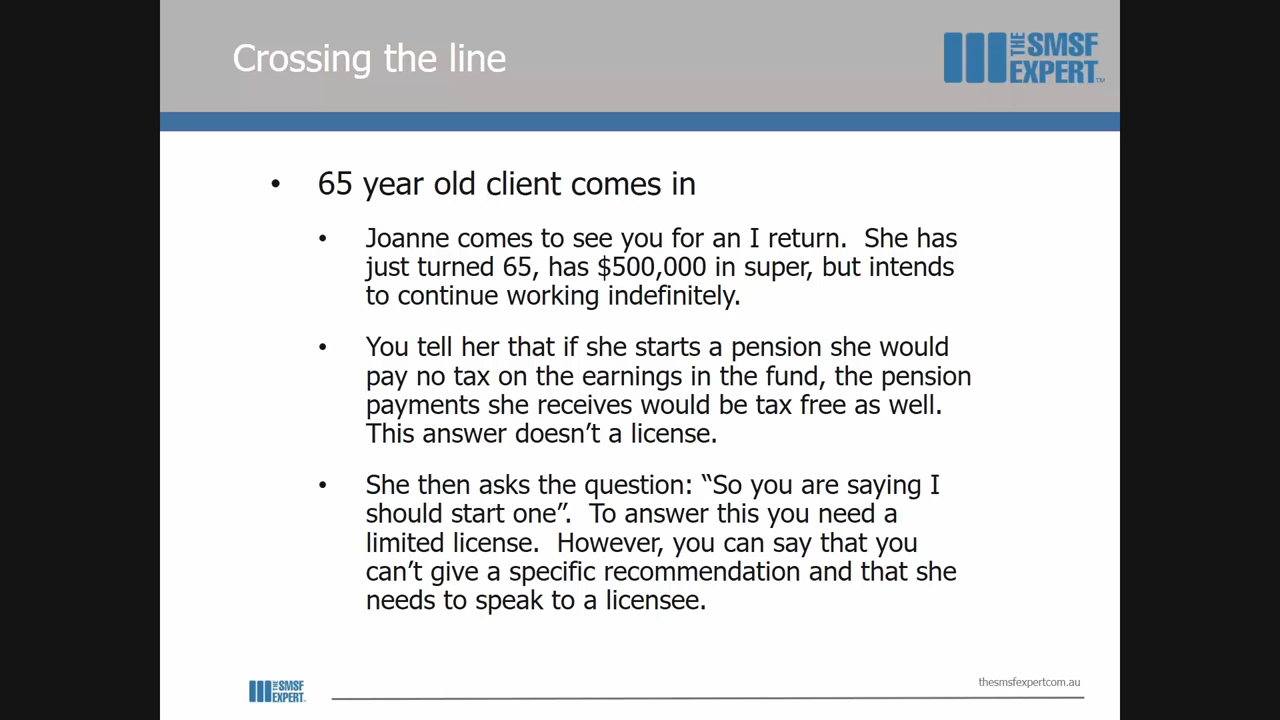 Crossing the line
THE SMSF EXPERT™
• 65 year old client comes in
• Joanne comes to see you for an I return. She has
just turned 65, has $500,000 in super, but intends
to continue working indefinitely.
• You tell her that if she starts a pension she would
pay no tax on the earnings in the fund, the pension
payments she receives would be tax free as well.
This answer doesn’t a license.
• She then asks the question: “So you are saying I
should start one”. To answer this you need a
limited license. However, you can say that you
can’t give a specific recommendation and that she
needs to speak to a licensee.
THE SMSF EXPERT
thesmsfexpertcom.au